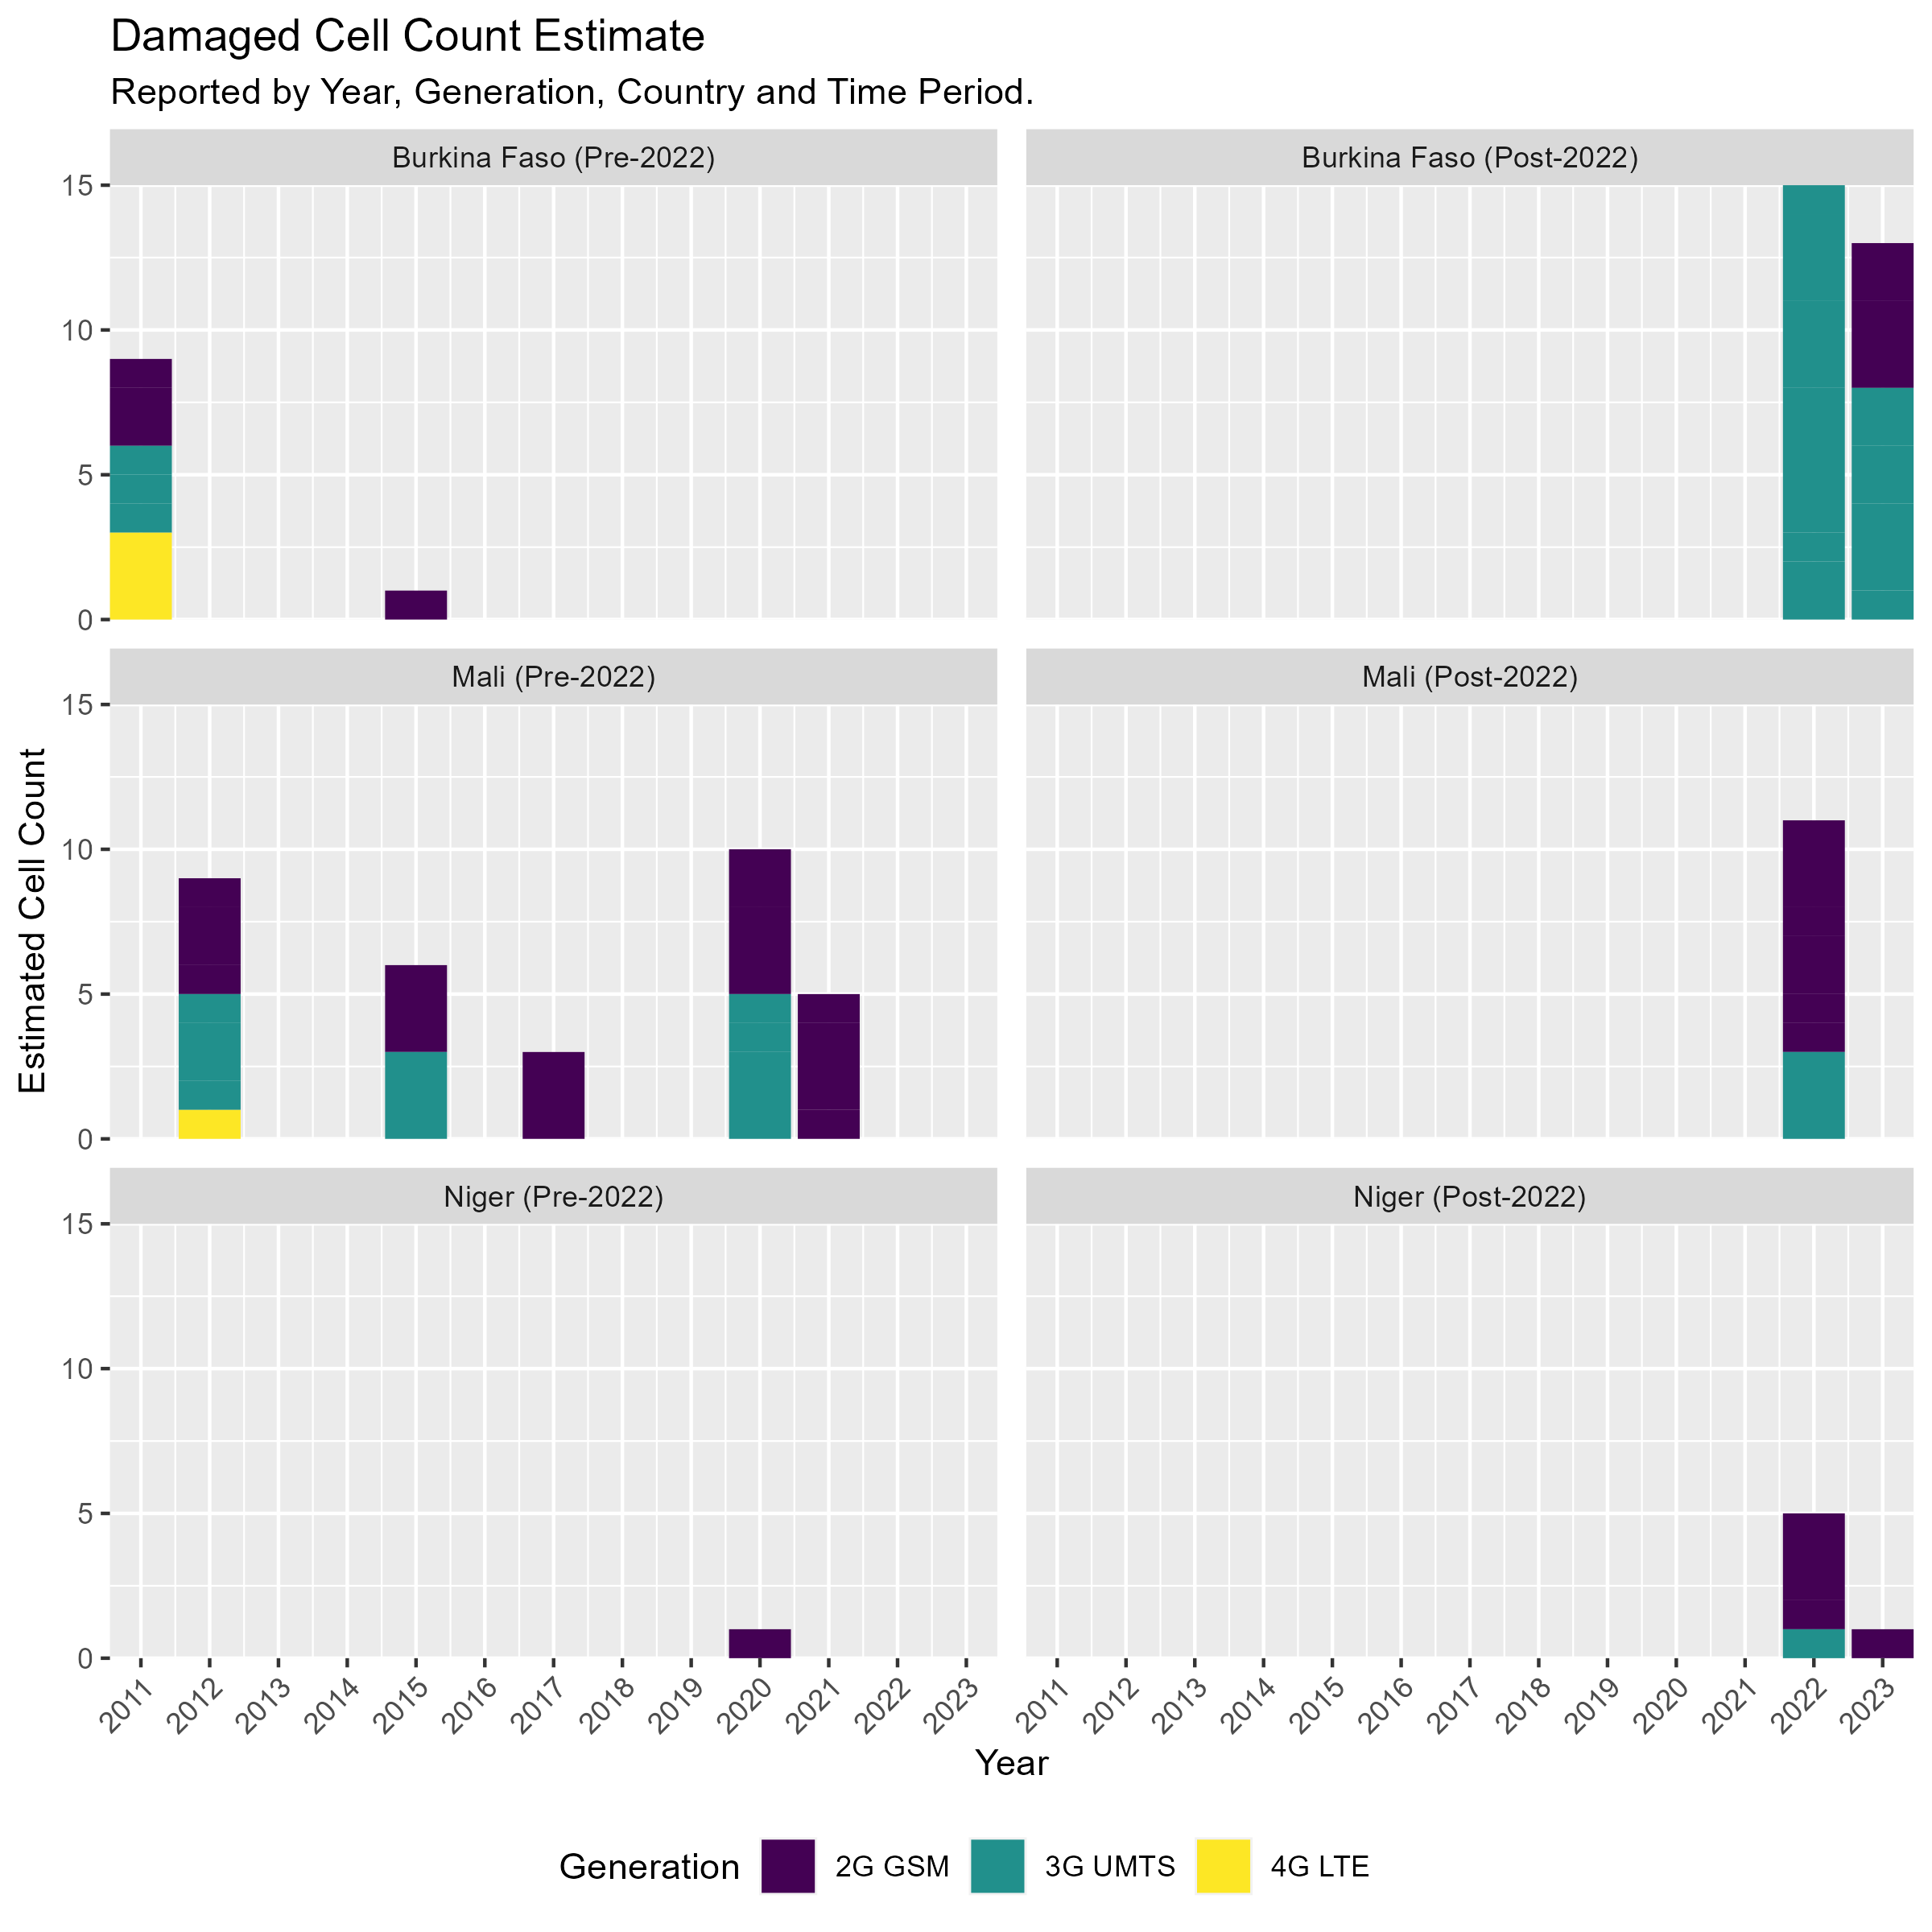 Damaged Cell Count Estimate
Reported by Year, Generation, Country and Time Period.
Burkina Faso (Pre-2022)
Burkina Faso (Post-2022)
15
10
5
0
Mali (Pre-2022)
Mali (Post-2022)
15
10
5
0
Estimated Cell Count
Niger (Pre-2022)
Niger (Post-2022)
15
10
5
0
2011 2012 2013 2014 2015 2016 2017 2018 2019 2020 2021 2022 2023
2011 2012 2013 2014 2015 2016 2017 2018 2019 2020 2021 2022 2023
Year
Generation 2G GSM 3G UMTS 4G LTE